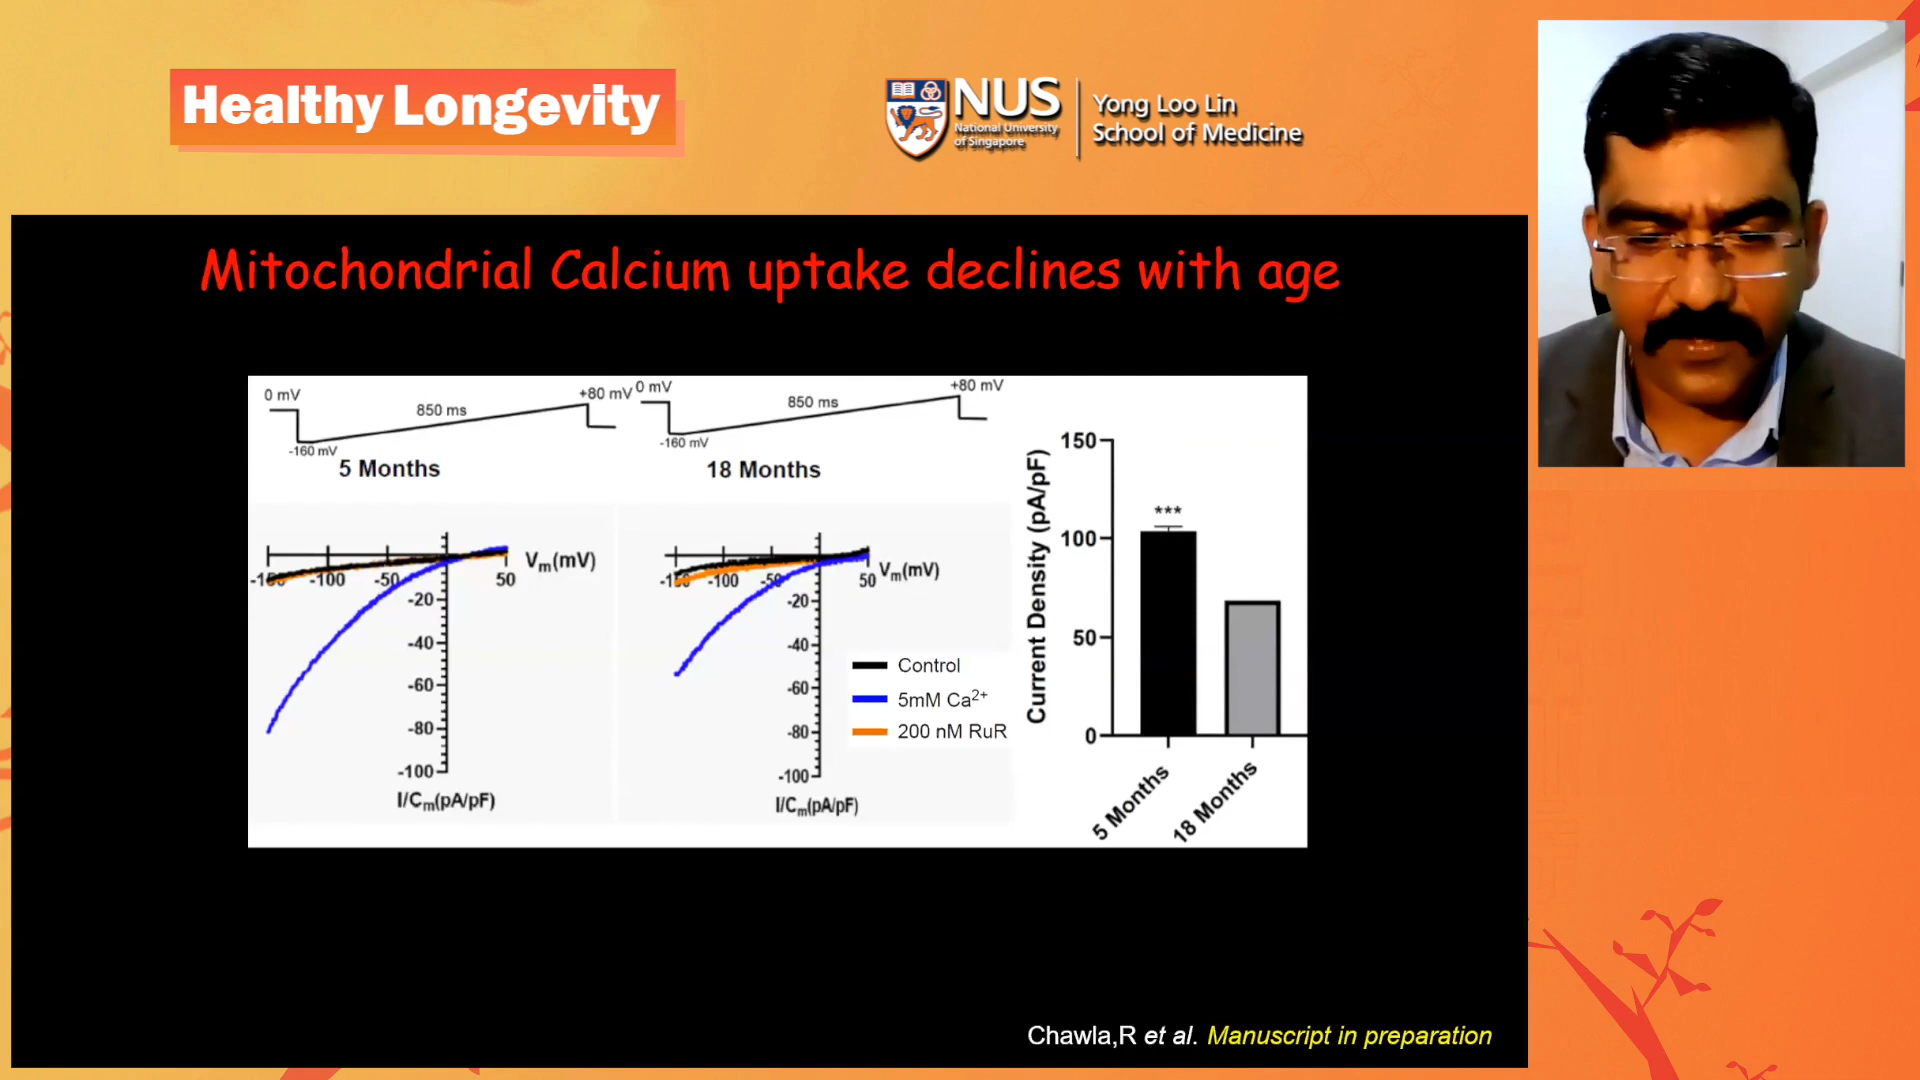 Healthy Longevity
NUS
National University
of Singapore
Yong Loo Lin
School of Medicine
Mitochondrial Calcium uptake declines with age
0 mV
850 ms
+80 mV
-160 mV
5 Months
0 mV
850 ms
+80 mV
-160 mV
18 Months
-150
-100
-50
50
Vm(mV)
-20
-40
-60
-80
-100
I/Cm(pA/pF)
-150
-100
-50
50
Vm(mV)
-20
-40
-60
-80
-100
I/Cm(pA/pF)
Control
5mM Ca2+
200 nM RuR
Current Density (pA/pF)
150
100
50
0
***
5 Months
18 Months
Chawla,R et al. Manuscript in preparation